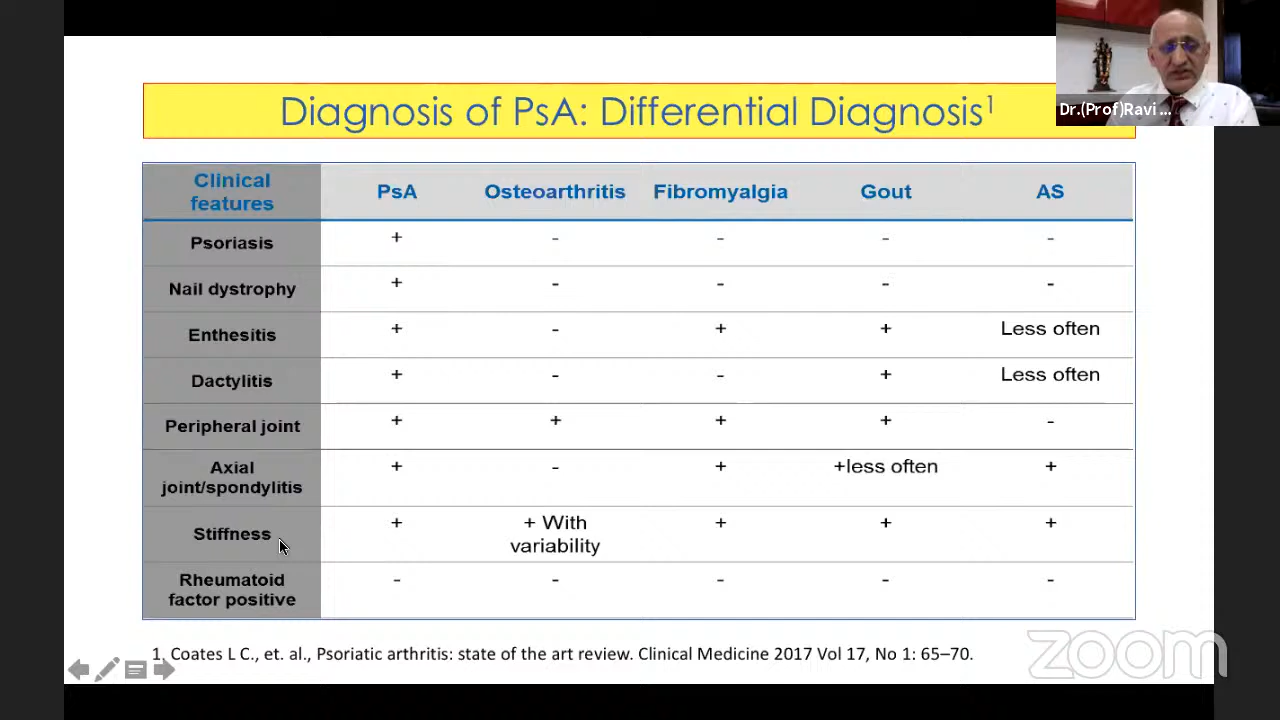 Diagnosis of PsA: Differential Diagnosis1
Dr.(Prof)Ravi ...
Clinical
features
PsA
Osteoarthritis
Fibromyalgia
Gout
AS
Psoriasis
+
-
-
-
-
Nail dystrophy
+
-
-
-
-
Enthesitis
+
-
+
+
Less often
Dactylitis
+
-
-
+
Less often
Peripheral joint
+
+
+
+
-
Axial
joint/spondylitis
+
-
+
+less often
+
Stiffness
+
+ With
variability
+
+
+
Rheumatoid
factor positive
-
-
-
-
-
1. Coates L C., et. al., Psoriatic arthritis: state of the art review. Clinical Medicine 2017 Vol 17, No 1: 65–70.
zoom